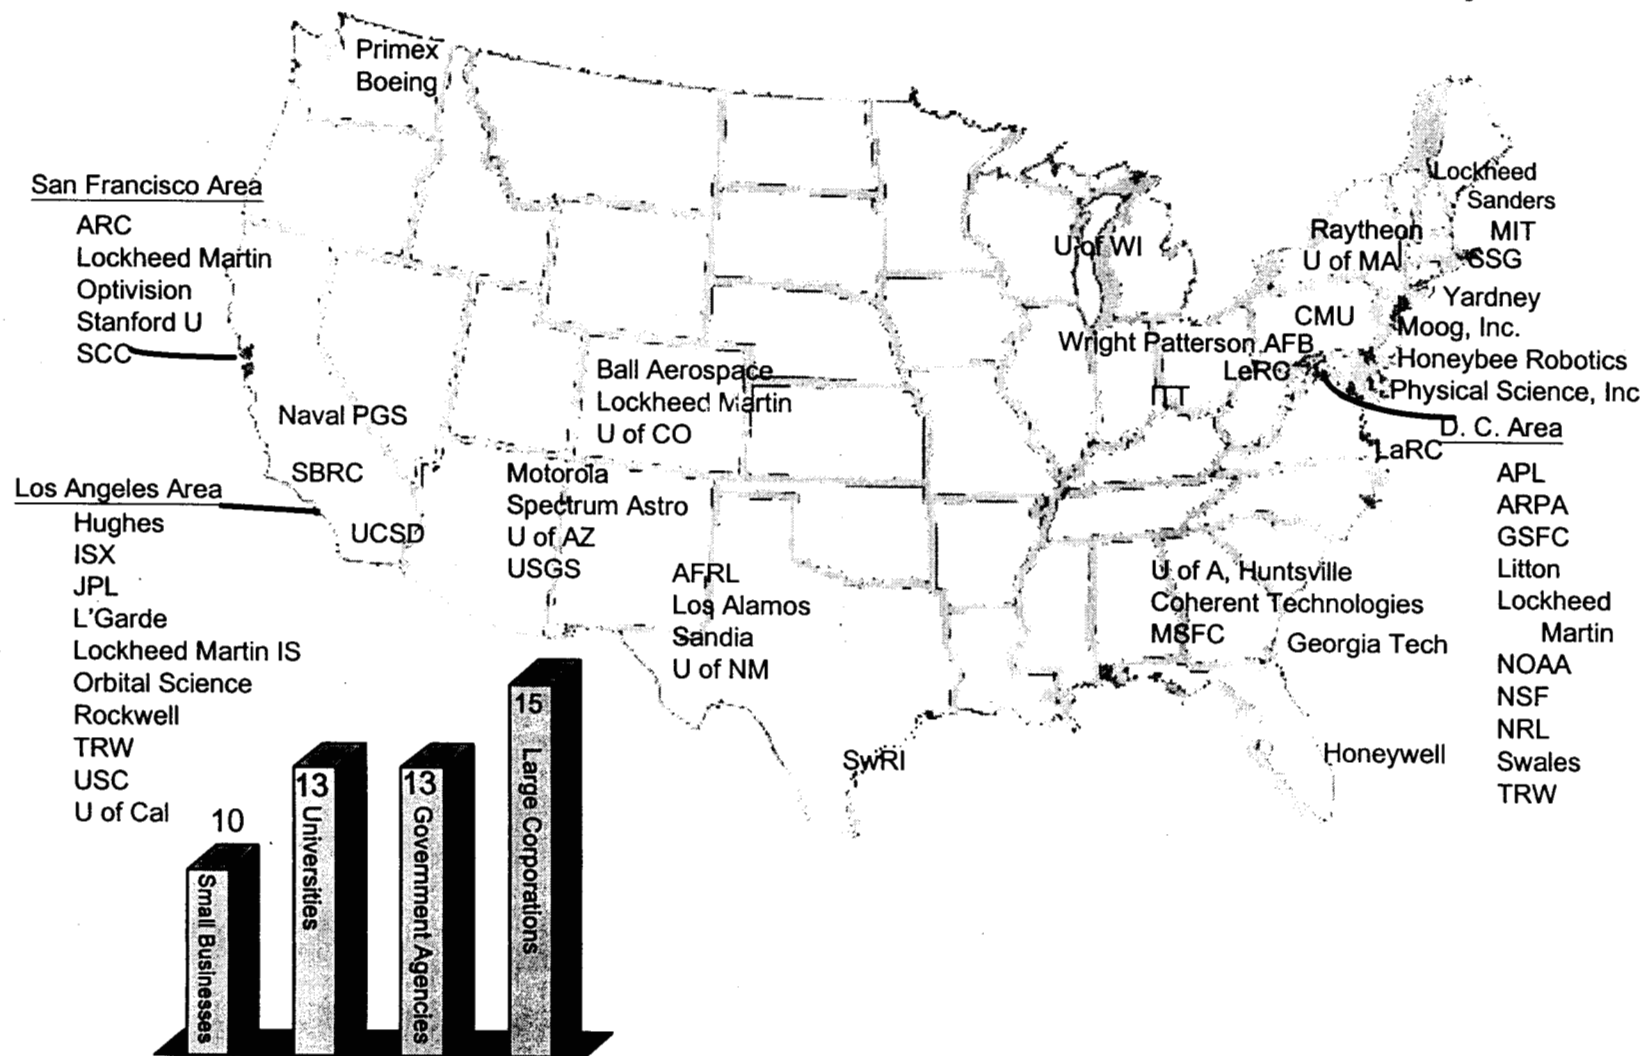 Primex
Boeing
San Francisco Area
ARC
Lockheed Martin
Optivision
Stanford U
SCC
Naval PGS
SBRC
UCSD
Los Angeles Area
Hughes
ISX
JPL
L'Garde
Lockheed Martin IS
Orbital Science
Rockwell
TRW
USC
U of Cal
Ball Aerospace
Lockheed Martin
U of CO
Motorola
Spectrum Astro
U of AZ
USGS
AFRL
Los Alamos
Sandia
U of NM
SwRI
U of WI
Wright Patterson AFB
LeRC
ITT
CMU
Raytheon
U of MA
Lockheed
Sanders
MIT
SSG
Yardney
Moog, Inc.
Honeybee Robotics
Physical Science, Inc
D. C. Area
LaRC
APL
ARPA
GSFC
Litton
Lockheed
Martin
NOAA
NSF
NRL
Swales
TRW
U of A, Huntsville
Coherent Technologies
MSFC
Georgia Tech
Honeywell
10
Small Businesses
13
Universities
13
Government Agencies
15
Large Corporations